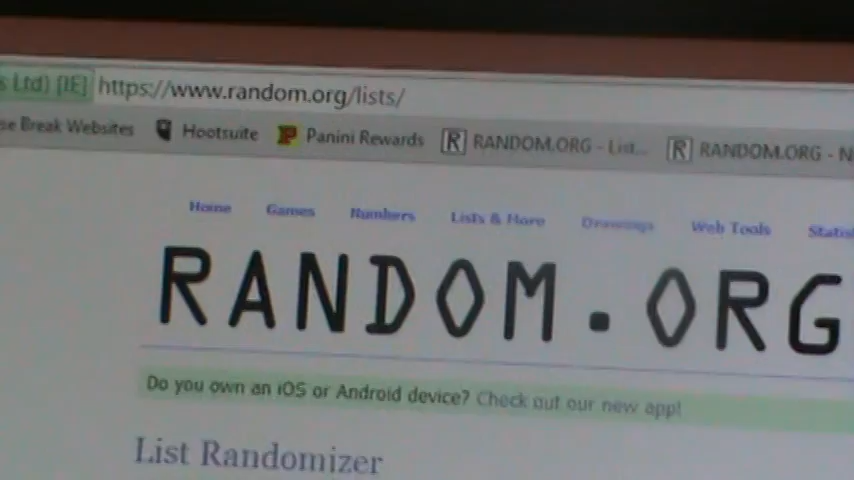 s Ltd) [IE] https://www.random.org/lists/
se Break Websites Hootsuite Panini Rewards RANDOM.ORG - List... RANDOM.ORG - N
Home Games Numbers Lists & More Drawings Web Tools Statis
RANDOM.ORG
Do you own an iOS or Android device? Check out our new app!
List Randomizer